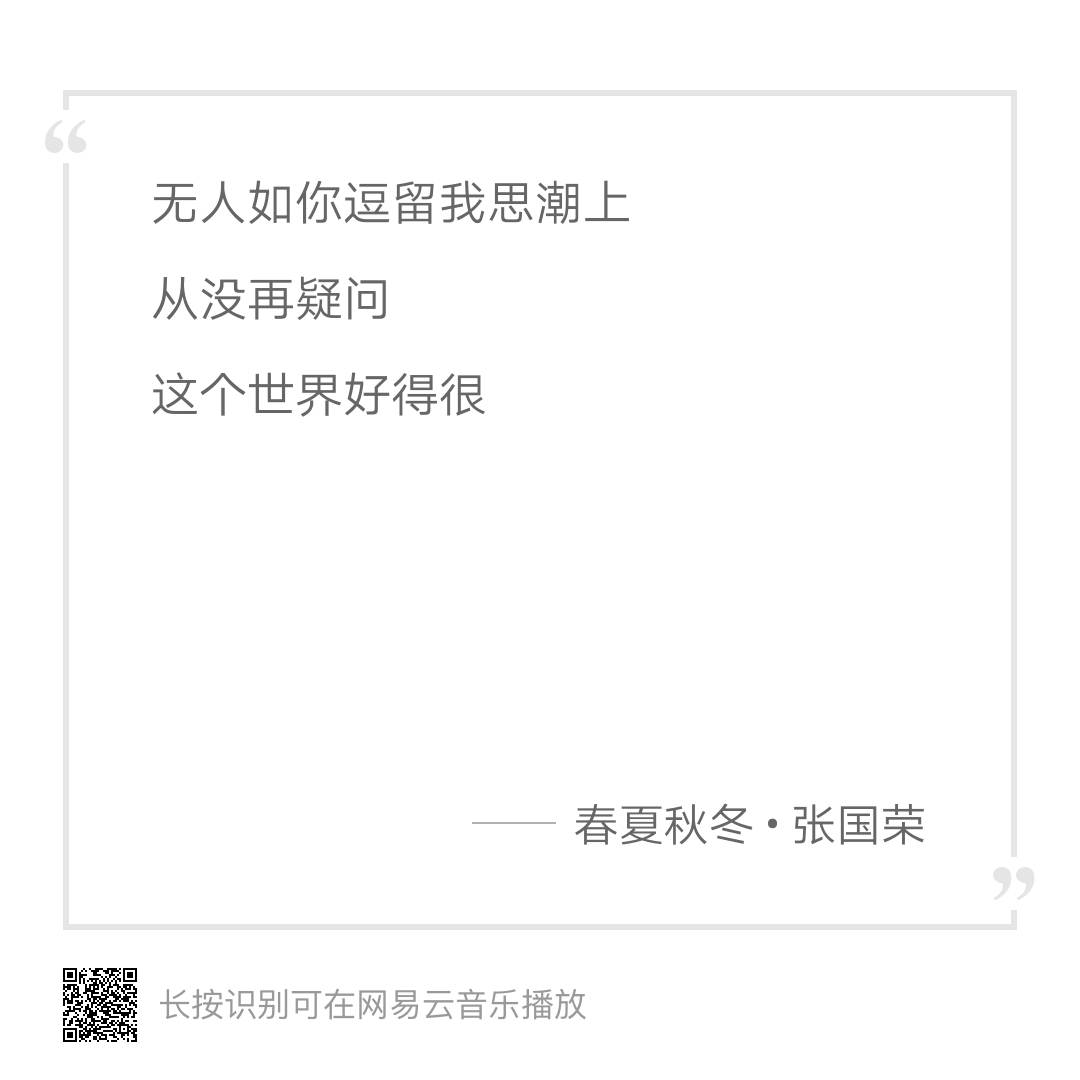 “
无人如你逗留我思潮上
从没再疑问
这个世界好得很
—— 春夏秋冬 • 张国荣
”
长按识别可在网易云音乐播放